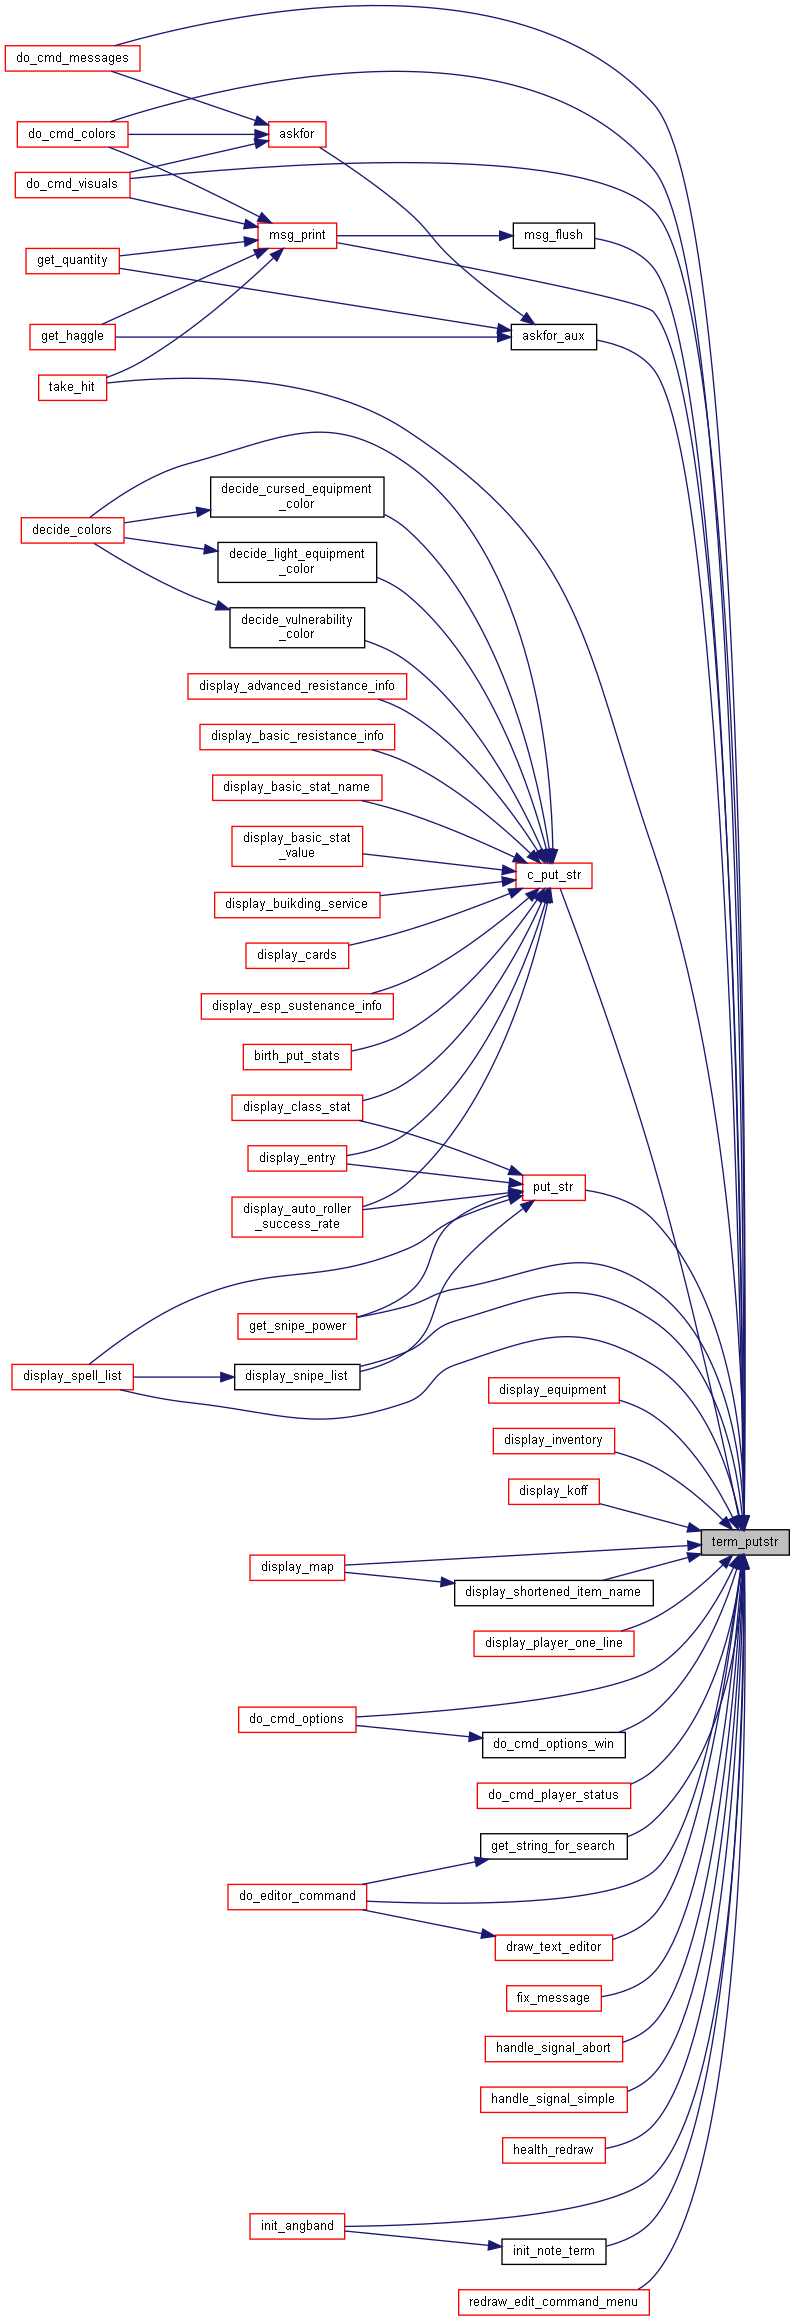 do_cmd_messages
do_cmd_colors
askfor
do_cmd_visuals
msg_print
msg_flush
get_quantity
get_haggle
askfor_aux
take_hit
decide_cursed_equipment
_color
decide_colors
decide_light_equipment
_color
decide_vulnerability
_color
display_advanced_resistance_info
display_basic_resistance_info
display_basic_stat_name
display_basic_stat
_value
c_put_str
display_buikding_service
display_cards
display_esp_sustenance_info
birth_put_stats
display_class_stat
display_entry
put_str
display_auto_roller
_success_rate
get_snipe_power
display_spell_list
display_snipe_list
display_equipment
display_inventory
display_koff
term_putstr
display_map
display_shortened_item_name
display_player_one_line
do_cmd_options
do_cmd_options_win
do_cmd_player_status
get_string_for_search
do_editor_command
draw_text_editor
fix_message
handle_signal_abort
handle_signal_simple
health_redraw
init_angband
init_note_term
redraw_edit_command_menu